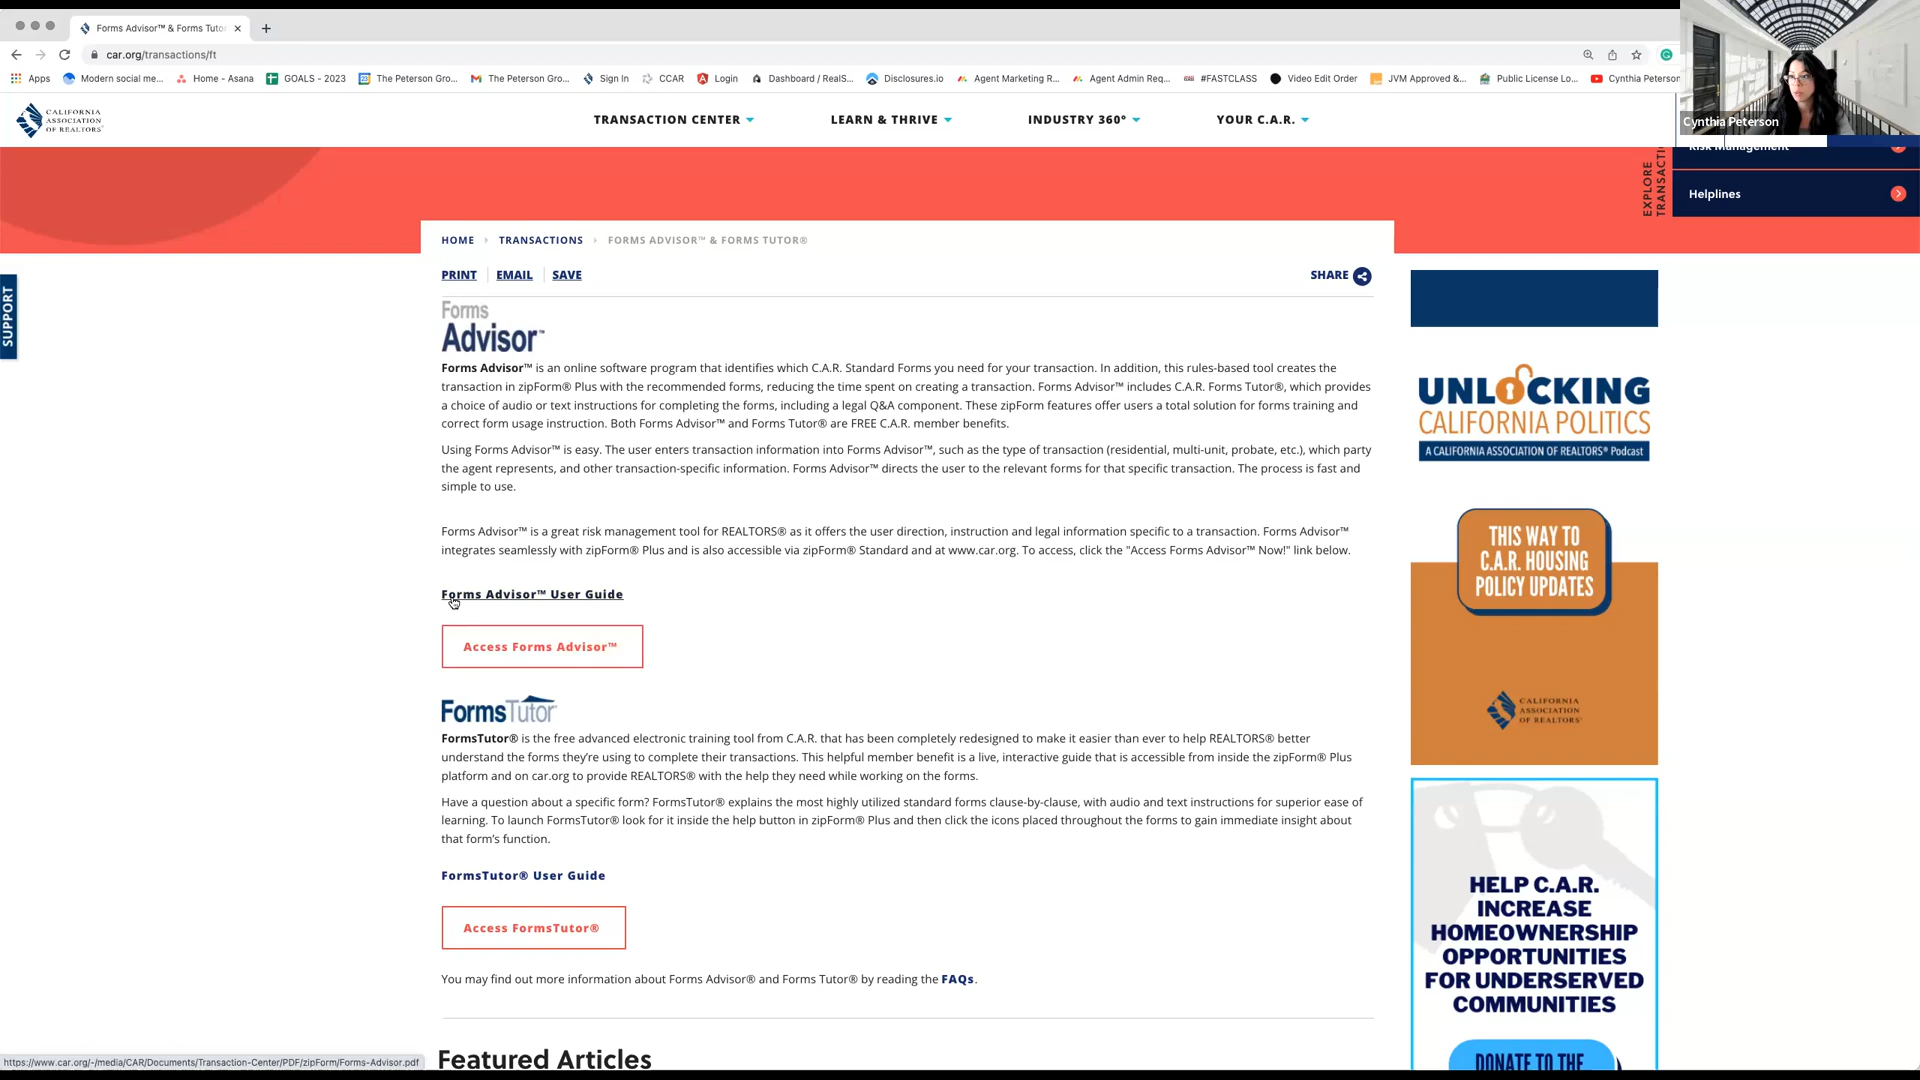 Forms Advisor™ & Forms Tuto
car.org/transactions/ft
Apps
Modern social me...
Home - Asana
GOALS - 2023
The Peterson Gro...
The Peterson Gro...
Sign In
CCAR
Login
Dashboard / RealS...
Disclosures.io
Agent Marketing R...
Agent Admin Req...
#FASTCLASS
Video Edit Order
JVM Approved &...
Public License Lo...
Cynthia Peterson
Cynthia Peterson
CALIFORNIA
ASSOCIATION
OF REALTORS®
TRANSACTION CENTER
LEARN & THRIVE
INDUSTRY 360°
YOUR C.A.R.
EXPLORE
TRANSACTI
Risk Management
Helplines
SUPPORT
HOME TRANSACTIONS FORMS ADVISOR™ & FORMS TUTOR®
PRINT EMAIL SAVE
SHARE
Forms
Advisor™
Forms Advisor™ is an online software program that identifies which C.A.R. Standard Forms you need for your transaction. In addition, this rules-based tool creates the
transaction in zipForm® Plus with the recommended forms, reducing the time spent on creating a transaction. Forms Advisor™ includes C.A.R. Forms Tutor®, which provides
a choice of audio or text instructions for completing the forms, including a legal Q&A component. These zipForm features offer users a total solution for forms training and
correct form usage instruction. Both Forms Advisor™ and Forms Tutor® are FREE C.A.R. member benefits.
Using Forms Advisor™ is easy. The user enters transaction information into Forms Advisor™, such as the type of transaction (residential, multi-unit, probate, etc.), which party
the agent represents, and other transaction-specific information. Forms Advisor™ directs the user to the relevant forms for that specific transaction. The process is fast and
simple to use.
Forms Advisor™ is a great risk management tool for REALTORS® as it offers the user direction, instruction and legal information specific to a transaction. Forms Advisor™
integrates seamlessly with zipForm® Plus and is also accessible via zipForm® Standard and at www.car.org. To access, click the "Access Forms Advisor™ Now!" link below.
Forms Advisor™ User Guide
Access Forms Advisor™
FormsTutor
FormsTutor® is the free advanced electronic training tool from C.A.R. that has been completely redesigned to make it easier than ever to help REALTORS® better
understand the forms they're using to complete their transactions. This helpful member benefit is a live, interactive guide that is accessible from inside the zipForm® Plus
platform and on car.org to provide REALTORS® with the help they need while working on the forms.
Have a question about a specific form? FormsTutor® explains the most highly utilized standard forms clause-by-clause, with audio and text instructions for superior ease of
learning. To launch FormsTutor® look for it inside the help button in zipForm® Plus and then click the icons placed throughout the forms to gain immediate insight about
that form's function.
FormsTutor® User Guide
Access FormsTutor®
You may find out more information about Forms Advisor® and Forms Tutor® by reading the FAQs.
Featured Articles
https://www.car.org/-/media/CAR/Documents/Transaction-Center/PDF/zipForm/Forms-Advisor.pdf
UNLOCKING
CALIFORNIA POLITICS
A CALIFORNIA ASSOCIATION OF REALTORS® Podcast
THIS WAY TO
C.A.R. HOUSING
POLICY UPDATES
CALIFORNIA
ASSOCIATION
OF REALTORS®
HELP C.A.R.
INCREASE
HOMEOWNERSHIP
OPPORTUNITIES
FOR UNDERSERVED
COMMUNITIES
DONATE TO THE